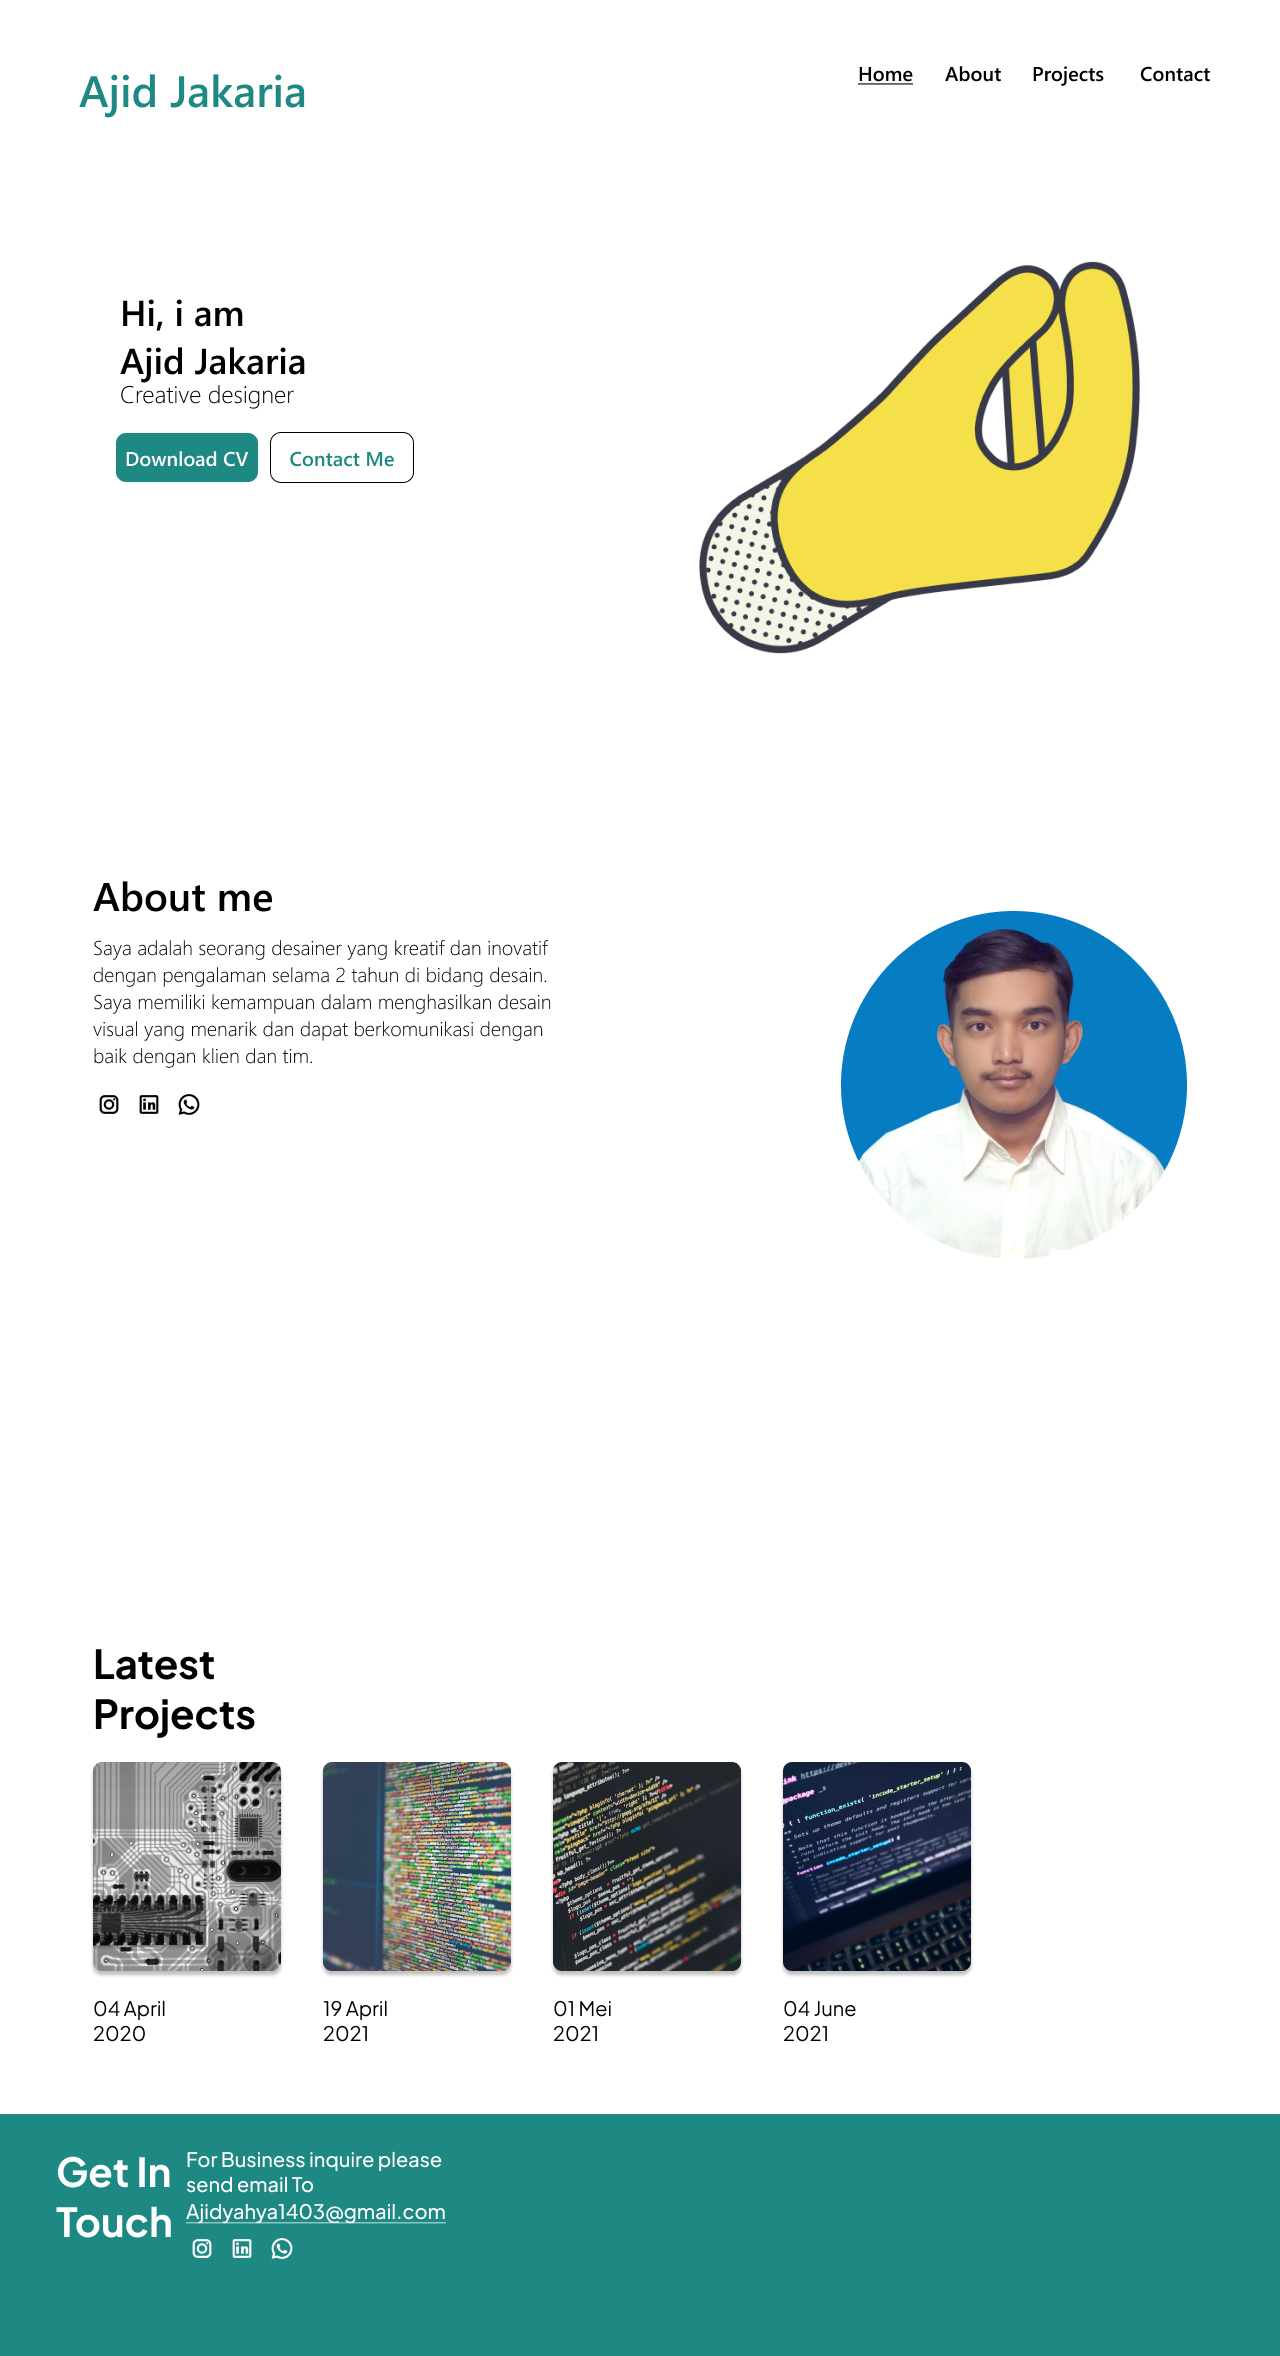 Ajid Jakaria
Home About Projects Contact
Hi, i am
Ajid Jakaria
Creative designer
Download CV Contact Me
About me
Saya adalah seorang desainer yang kreatif dan inovatif
dengan pengalaman selama 2 tahun di bidang desain.
Saya memiliki kemampuan dalam menghasilkan desain
visual yang menarik dan dapat berkomunikasi dengan
baik dengan klien dan tim.
Latest
Projects
04 April
2020
19 April
2021
01 Mei
2021
04 June
2021
Get In
Touch
For Business inquire please
send email To
Ajidyahya1403@gmail.com